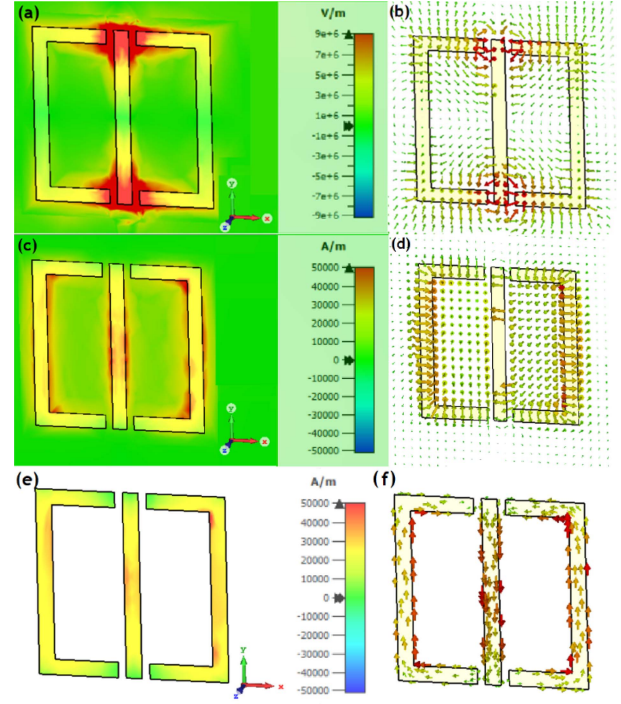 (a)
V/m
9e+6
7e+6
5e+6
3e+6
1e+6
-1e+6
-3e+6
-5e+6
-7e+6
-9e+6
y
x
z
(b)
(c)
A/m
50000
40000
30000
20000
10000
0
-10000
-20000
-30000
-40000
-50000
y
x
z
(d)
(e)
A/m
50000
40000
30000
20000
10000
0
-10000
-20000
-30000
-40000
-50000
y
x
z
(f)